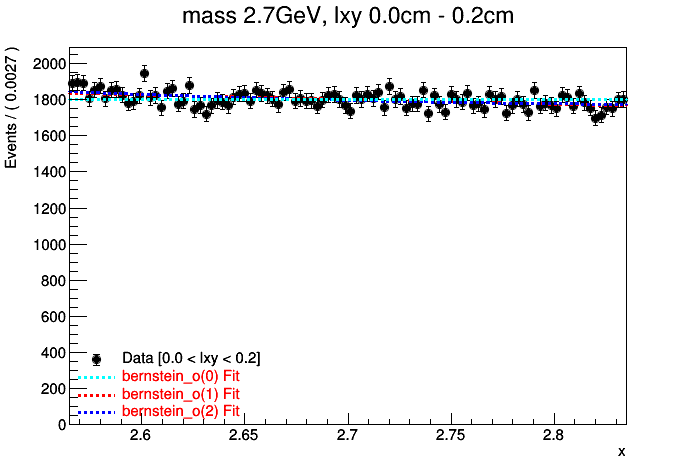 mass 2.7GeV, lxy 0.0cm - 0.2cm
Events / ( 0.0027 )
2000
1800
1600
1400
1200
1000
800
600
400
200
0
Data [0.0 < lxy < 0.2]
bernstein_o(0) Fit
bernstein_o(1) Fit
bernstein_o(2) Fit
2.6 2.65 2.7 2.75 2.8
x